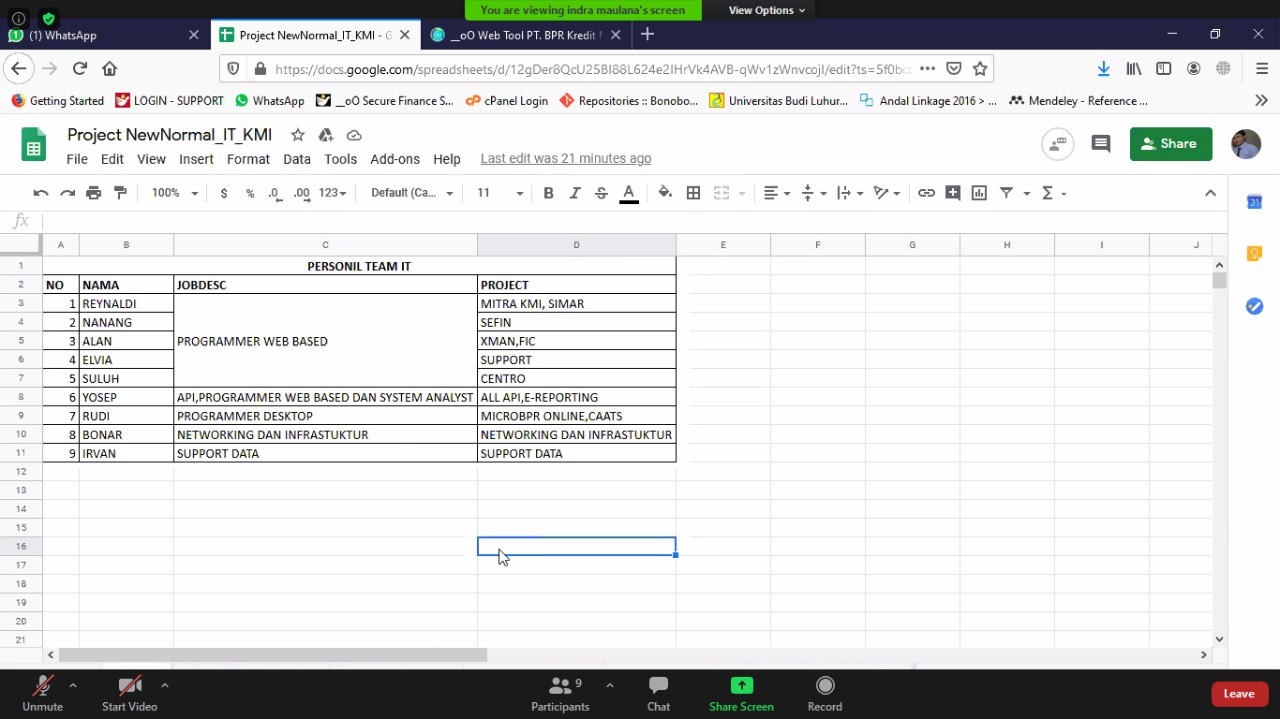 You are viewing indra maulana's screen
View Options
(1) WhatsApp
Project NewNormal_IT_KMI - G
__oO Web Tool PT. BPR Kredit M
https://docs.google.com/spreadsheets/d/
Getting Started
LOGIN - SUPPORT
WhatsApp
__oO Secure Finance S...
cPanel Login
Repositories :: Bonobo...
Universitas Budi Luhur...
Andal Linkage 2016 > ...
Mendeley - Reference ...
Project NewNormal_IT_KMI
File Edit View Insert Format Data Tools Add-ons Help Last edit was 21 minutes ago
Share
100% $ % .0 .00 123 Default (Ca... 11 B I S A
fx
A B C D E F G H I J
1 PERSONIL TEAM IT
2 NO NAMA JOBDESC PROJECT
3 1 REYNALDI MITRA KMI, SIMAR
4 2 NANANG SEFIN
5 3 ALAN PROGRAMMER WEB BASED XMAN,FIC
6 4 ELVIA SUPPORT
7 5 SULUH CENTRO
8 6 YOSEP API,PROGRAMMER WEB BASED DAN SYSTEM ANALYST ALL API,E-REPORTING
9 7 RUDI PROGRAMMER DESKTOP MICROBPR ONLINE,CAATS
10 8 BONAR NETWORKING DAN INFRASTUKTUR NETWORKING DAN INFRASTUKTUR
11 9 IRVAN SUPPORT DATA SUPPORT DATA
12
13
14
15
16
17
18
19
20
21
31
Unmute
Start Video
Participants 9
Chat
Share Screen
Record
Leave